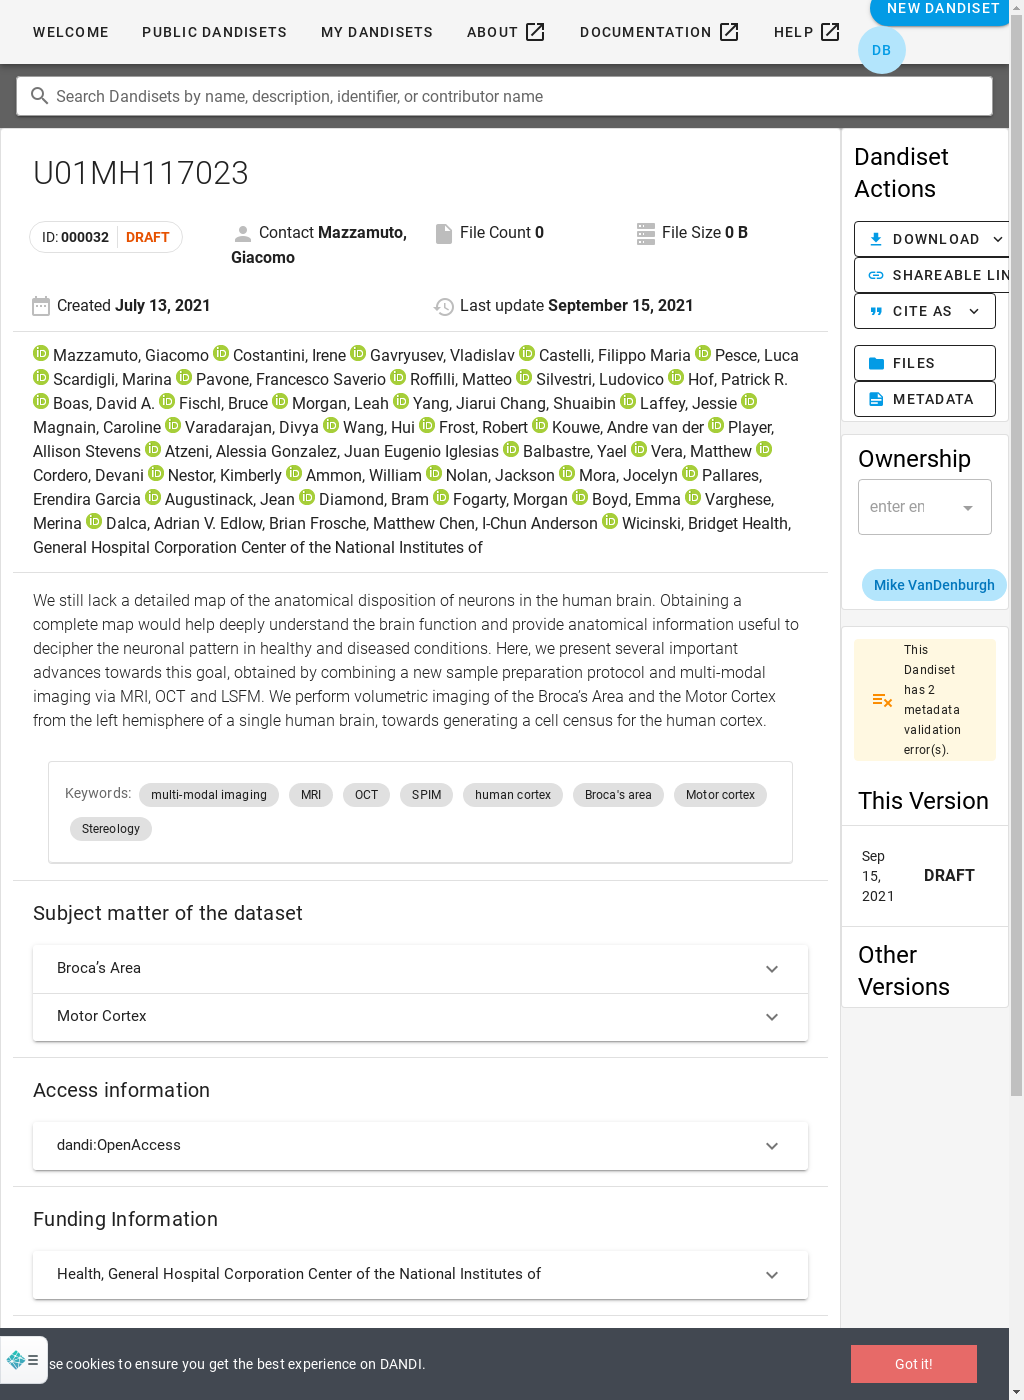 WELCOME PUBLIC DANDISETS MY DANDISETS ABOUT DOCUMENTATION HELP NEW DANDISET
DB
Search Dandisets by name, description, identifier, or contributor name
U01MH117023
ID: 000032 DRAFT
Contact Mazzamuto, Giacomo
File Count 0
File Size 0 B
Created July 13, 2021
Last update September 15, 2021
Mazzamuto, Giacomo Costantini, Irene Gavryusev, Vladislav Castelli, Filippo Maria Pesce, Luca
Scardigli, Marina Pavone, Francesco Saverio Roffilli, Matteo Silvestri, Ludovico Hof, Patrick R.
Boas, David A. Fischl, Bruce Morgan, Leah Yang, Jiarui Chang, Shuaibin Laffey, Jessie
Magnain, Caroline Varadarajan, Divya Wang, Hui Frost, Robert Kouwe, Andre van der Player,
Allison Stevens Atzeni, Alessia Gonzalez, Juan Eugenio Iglesias Balbastre, Yael Vera, Matthew
Cordero, Devani Nestor, Kimberly Ammon, William Nolan, Jackson Mora, Jocelyn Pallares,
Erendira Garcia Augustinack, Jean Diamond, Bram Fogarty, Morgan Boyd, Emma Varghese,
Merina Dalca, Adrian V. Edlow, Brian Frosche, Matthew Chen, I-Chun Anderson Wicinski, Bridget Health,
General Hospital Corporation Center of the National Institutes of
We still lack a detailed map of the anatomical disposition of neurons in the human brain. Obtaining a
complete map would help deeply understand the brain function and provide anatomical information useful to
decipher the neuronal pattern in healthy and diseased conditions. Here, we present several important
advances towards this goal, obtained by combining a new sample preparation protocol and multi-modal
imaging via MRI, OCT and LSFM. We perform volumetric imaging of the Broca's Area and the Motor Cortex
from the left hemisphere of a single human brain, towards generating a cell census for the human cortex.
Keywords: multi-modal imaging MRI OCT SPIM human cortex Broca's area Motor cortex
Stereology
Subject matter of the dataset
Broca's Area
Motor Cortex
Access information
dandi:OpenAccess
Funding Information
Health, General Hospital Corporation Center of the National Institutes of
Dandiset
Actions
DOWNLOAD
SHAREABLE LIN
CITE AS
FILES
METADATA
Ownership
enter en
Mike VanDenburgh
This
Dandiset
has 2
metadata
validation
error(s).
This Version
Sep
15,
2021
DRAFT
Other
Versions
se cookies to ensure you get the best experience on DANDI.
Got it!